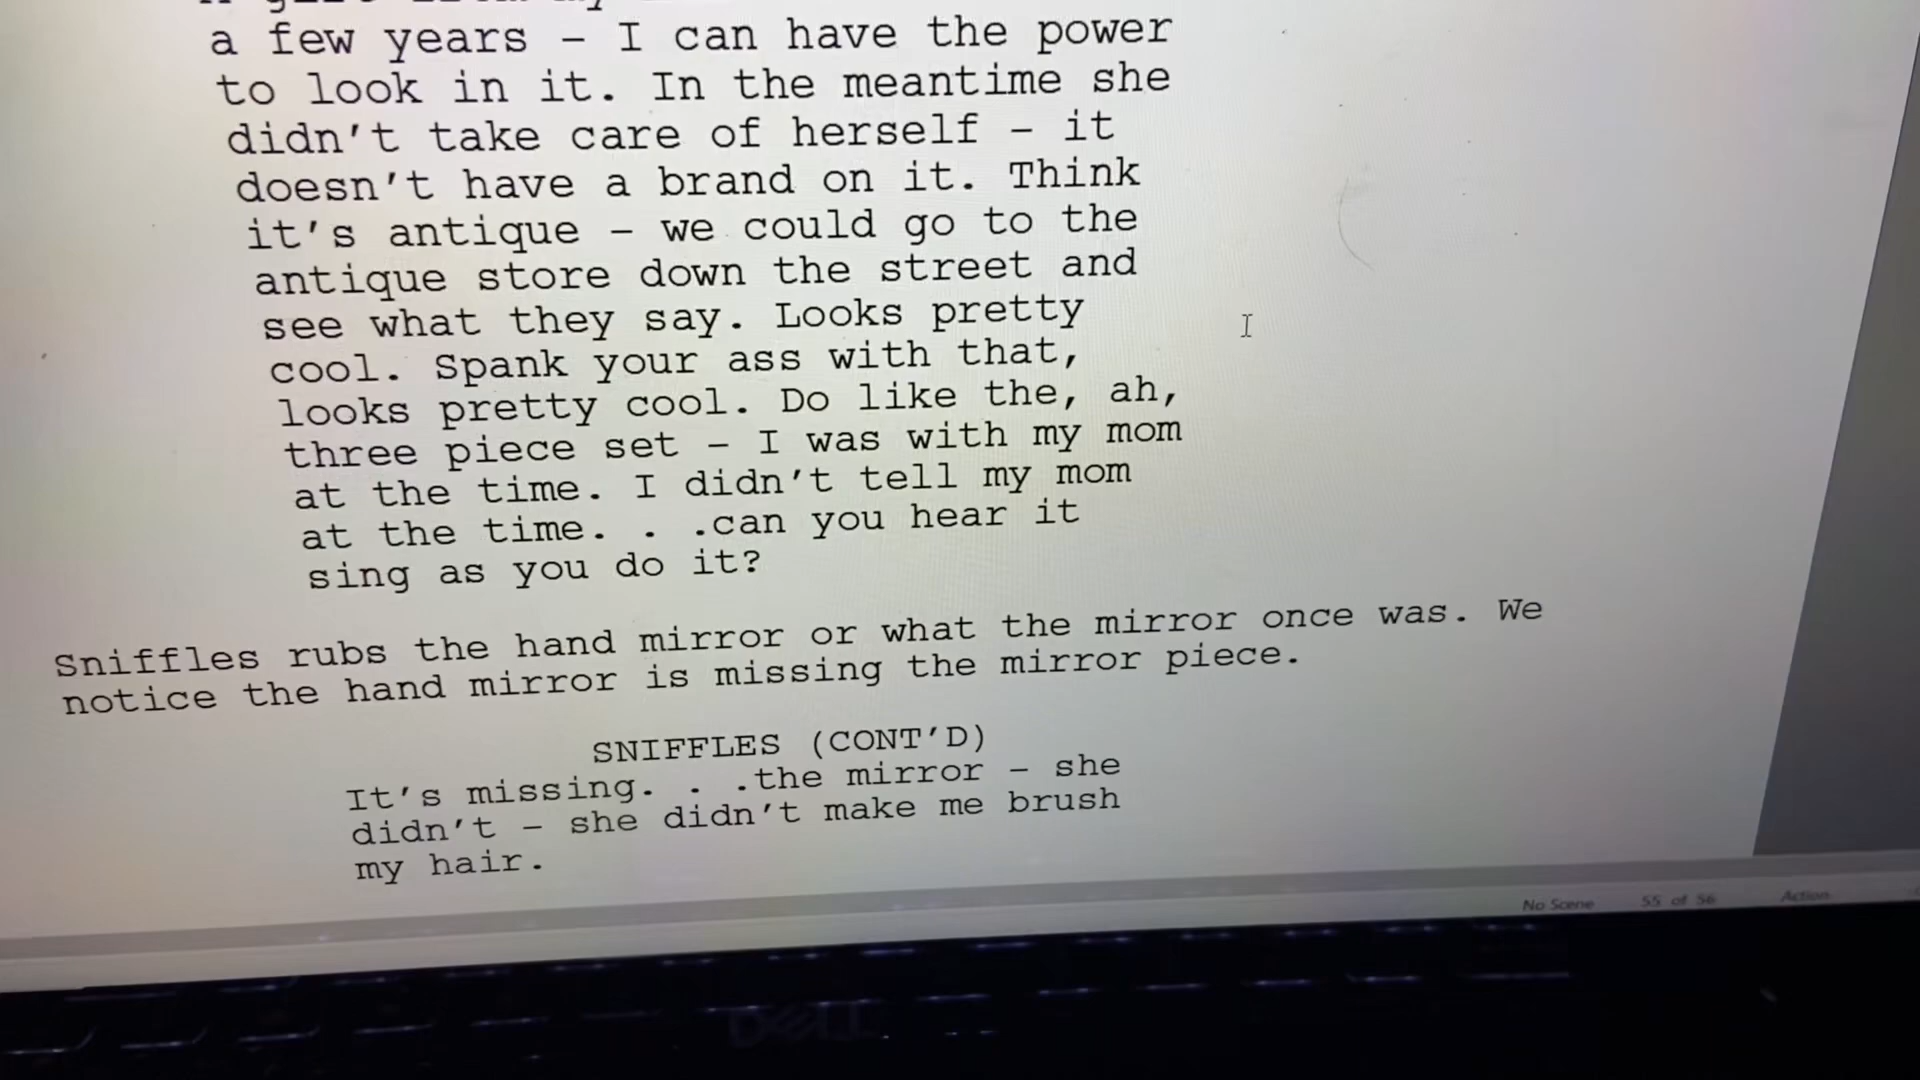 a few years - I can have the power
to look in it. In the meantime she
didn't take care of herself - it
doesn't have a brand on it. Think
it's antique - we could go to the
antique store down the street and
see what they say. Looks pretty
cool. Spank your ass with that,
looks pretty cool. Do like the, ah,
three piece set - I was with my mom
at the time. I didn't tell my mom
at the time. . .can you hear it
sing as you do it?
Sniffles rubs the hand mirror or what the mirror once was. We
notice the hand mirror is missing the mirror piece.
SNIFFLES (CONT'D)
It's missing. . .the mirror - she
didn't - she didn't make me brush
my hair.
No Scene 55 of 56 Action
DELL